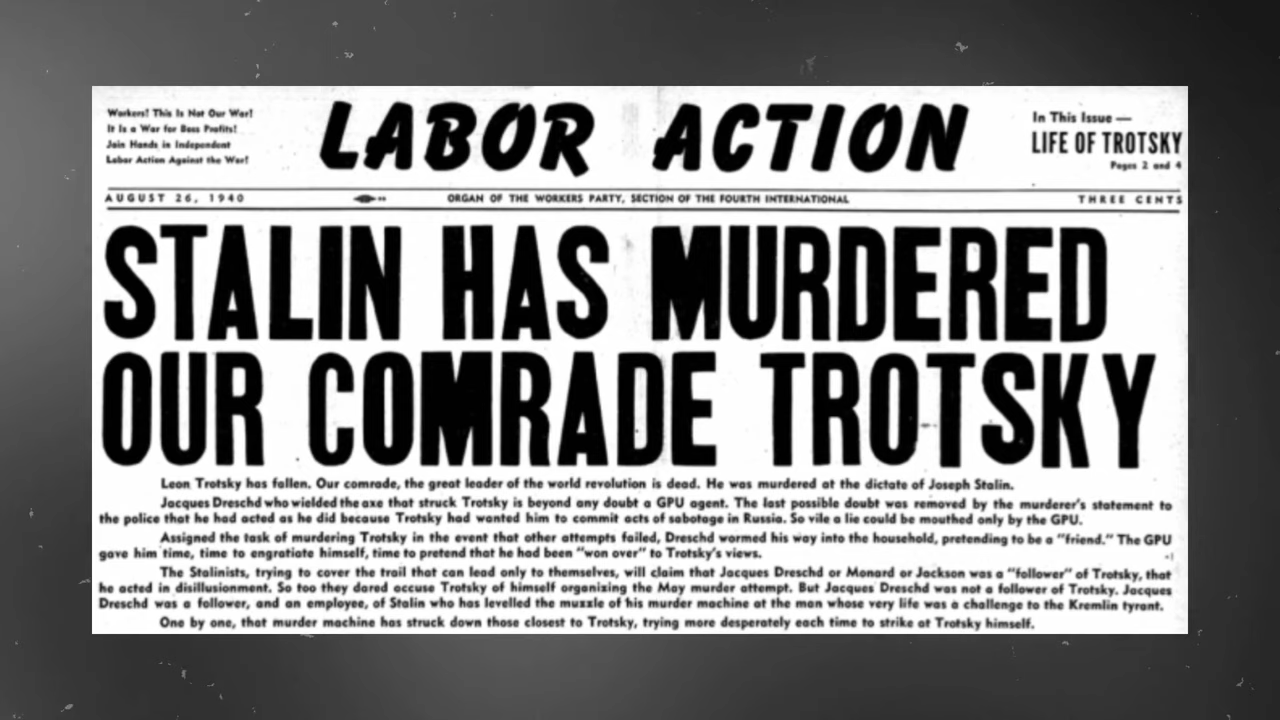 Workers! This Is Not Our War!
It Is a War for Boss Profits!
Join Hands in Independent
Labor Action Against the War!
LABOR ACTION
In This Issue —
LIFE OF TROTSKY
Pages 2 and 4
AUGUST 26, 1940
ORGAN OF THE WORKERS PARTY, SECTION OF THE FOURTH INTERNATIONAL
THREE CENTS
STALIN HAS MURDERED
OUR COMRADE TROTSKY
Leon Trotsky has fallen. Our comrade, the great leader of the world revolution is dead. He was murdered at the dictate of Joseph Stalin.
Jacques Dreschd who wielded the axe that struck Trotsky is beyond any doubt a GPU agent. The last possible doubt was removed by the murderer's statement to
the police that he had acted as he did because Trotsky had wanted him to commit acts of sabotage in Russia. So vile a lie could be mouthed only by the GPU.
Assigned the task of murdering Trotsky in the event that other attempts failed, Dreschd wormed his way into the household, pretending to be a "friend." The GPU
gave him time, time to engratiate himself, time to pretend that he had been "won over" to Trotsky's views.
The Stalinists, trying to cover the trail that can lead only to themselves, will claim that Jacques Dreschd or Monard or Jackson was a "follower" of Trotsky, that
he acted in disillusionment. So too they dared accuse Trotsky of himself organizing the May murder attempt. But Jacques Dreschd was not a follower of Trotsky. Jacques
Dreschd was a follower, and an employee, of Stalin who has levelled the muzzle of his murder machine at the man whose very life was a challenge to the Kremlin tyrant.
One by one, that murder machine has struck down those closest to Trotsky, trying more desperately each time to strike at Trotsky himself.